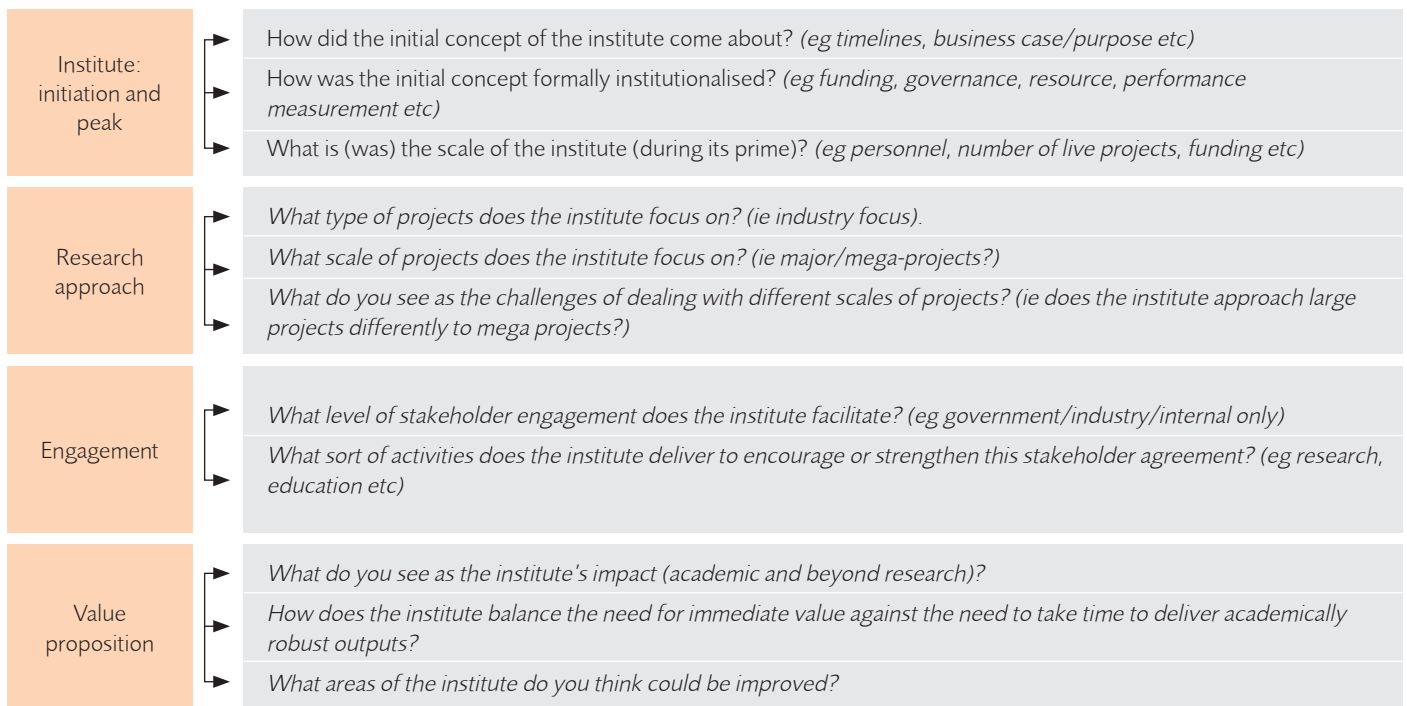 Institute:
initiation and
peak
How did the initial concept of the institute come about? (eg timelines, business case/purpose etc)
How was the initial concept formally institutionalised? (eg funding, governance, resource, performance
measurement etc)
What is (was) the scale of the institute (during its prime)? (eg personnel, number of live projects, funding etc)
Research
approach
What type of projects does the institute focus on? (ie industry focus).
What scale of projects does the institute focus on? (ie major/mega-projects?)
What do you see as the challenges of dealing with different scales of projects? (ie does the institute approach large
projects differently to mega projects?)
Engagement
What level of stakeholder engagement does the institute facilitate? (eg government/industry/internal only)
What sort of activities does the institute deliver to encourage or strengthen this stakeholder agreement? (eg research,
education etc)
Value
proposition
What do you see as the institute's impact (academic and beyond research)?
How does the institute balance the need for immediate value against the need to take time to deliver academically
robust outputs?
What areas of the institute do you think could be improved?